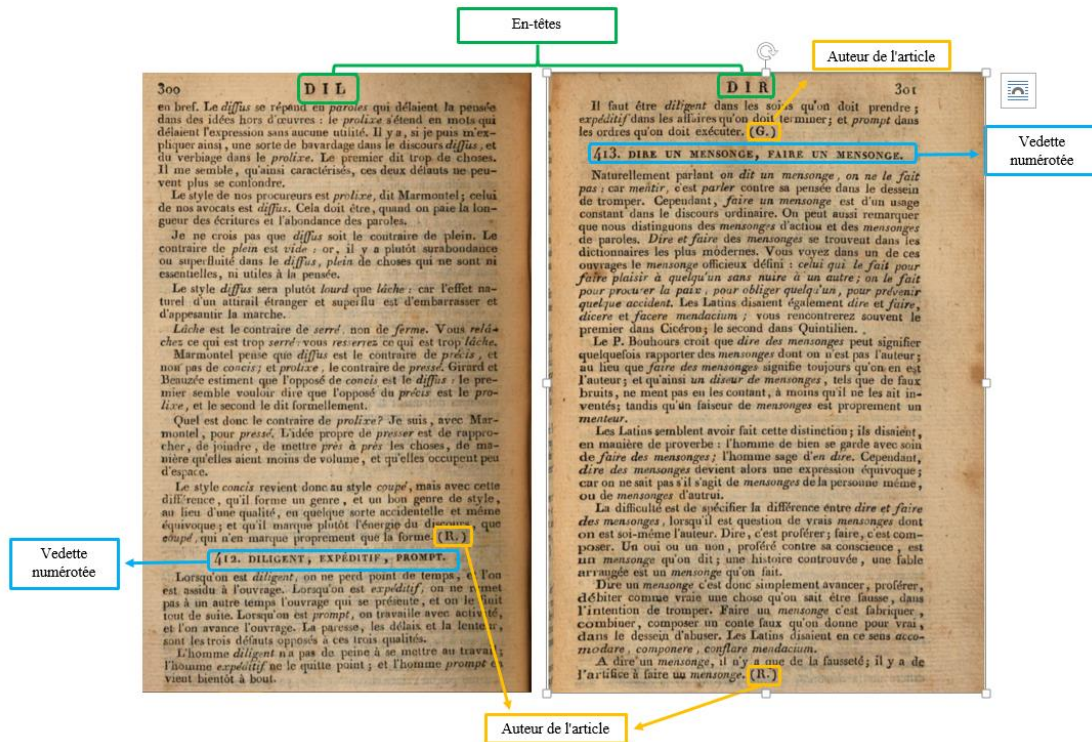 En-têtes
Auteur de l'article
300 DIL
en bref. Le diffus se répand en paroles qui délaient la pensée
dans des idées hors d'œuvres : le prolixe s'étend en mots qui
délaient l'expression sans aucune utilité. Il y a, si je puis m'ex-
pliquer ainsi, une sorte de bavardage dans le discours diffus, et
du verbiage dans le prolixe. Le premier dit trop de choses.
Il me semble, qu'ainsi caractérisés, ces deux défauts ne peu-
vent plus se confondre.
Le style de nos procureurs est prolixe, dit Marmontel; celui
de nos avocats est diffus. Cela doit être, quand on paie la lon-
gueur des écritures et l'abondance des paroles.
Je ne crois pas que diffus soit le contraire de plein. Le
contraire de plein est vide : or, il y a plutôt surabondance
ou superfluité dans le diffus, plein de choses qui ne sont ni
essentielles, ni utiles à la pensée.
Le style diffus sera plutôt lourd que lâche : car l'effet na-
turel d'un attirail étranger et superflu est d'embarrasser et
d'appesantir la marche.
Lâche est le contraire de serré, non de ferme. Vous relâ-
chez ce qui est trop serré : vous resserrez ce qui est trop lâche.
Marmontel pense que diffus est le contraire de précis, et
non pas de concis; et prolixe, le contraire de pressé. Girard et
Beauzée estiment que l'opposé de concis est le diffus : le pre-
mier semble vouloir dire que l'opposé du précis est le pro-
lixe, et le second le dit formellement.
Quel est donc le contraire de prolixe? Je suis, avec Mar-
montel, pour pressé. L'idée propre de presser est de rappro-
cher, de joindre, de mettre près à près les choses, de ma-
nière qu'elles aient moins de volume, et qu'elles occupent peu
d'espace.
Le style concis revient donc au style coupé, mais avec cette
différence, qu'il forme un genre, et un bon genre de style,
au lieu d'une qualité, en quelque sorte accidentelle et même
équivoque; et qu'il marque plutôt l'énergie du discours, que
coupé, qui n'en marque proprement que la forme. (R.)
Vedette
numérotée
412. DILIGENT, EXPÉDITIF, PROMPT.
Lorsqu'on est diligent, on ne perd point de temps, et l'on
est assidu à l'ouvrage. Lorsqu'on est expéditif, on ne remet
pas à un autre temps l'ouvrage qui se présente, et on le finit
tout de suite. Lorsqu'on est prompt, on travaille avec activité,
et l'on avance l'ouvrage. La paresse, les délais et la lenteur,
sont les trois défauts opposés à ces trois qualités.
L'homme diligent n'a pas de peine à se mettre au travail;
l'homme expéditif ne le quitte point; et l'homme prompt en
vient bientôt à bout.
DIR 301
Il faut être diligent dans les soins qu'on doit prendre;
expéditif dans les affaires qu'on doit terminer; et prompt dans
les ordres qu'on doit exécuter. (G.)
413. DIRE UN MENSONGE, FAIRE UN MENSONGE.
Vedette
numérotée
Naturellement parlant on dit un mensonge, on ne le fait
pas : car mentir, c'est parler contre sa pensée dans le dessein
de tromper. Cependant, faire un mensonge est d'un usage
constant dans le discours ordinaire. On peut aussi remarquer
que nous distinguons des mensonges d'action et des mensonges
de paroles. Dire et faire des mensonges se trouvent dans les
dictionnaires les plus modernes. Vous voyez dans un de ces
ouvrages le mensonge officieux défini : celui qui le fait pour
faire plaisir à quelqu'un sans nuire à un autre; on le fait
pour procurer la paix, pour obliger quelqu'un, pour prévenir
quelque accident. Les Latins disaient également dire et faire,
dicere et facere mendacium; vous rencontrerez souvent le
premier dans Cicéron; le second dans Quintilien.
Le P. Bouhours croit que dire des mensonges peut signifier
quelquefois rapporter des mensonges dont on n'est pas l'auteur;
au lieu que faire des mensonges signifie toujours qu'on en est
l'auteur; et qu'ainsi un diseur de mensonges, tels que de faux
bruits, ne ment pas en les contant, à moins qu'il ne les ait in-
ventés; tandis qu'un faiseur de mensonges est proprement un
menteur.
Les Latins semblent avoir fait cette distinction; ils disaient,
en manière de proverbe : l'homme de bien se garde avec soin
de faire des mensonges; l'homme sage d'en dire. Cependant,
dire des mensonges devient alors une expression équivoque;
car on ne sait pas s'il s'agit de mensonges de la personne même,
ou de mensonges d'autrui.
La difficulté est de spécifier la différence entre dire et faire
des mensonges, lorsqu'il est question de vrais mensonges dont
on est soi-même l'auteur. Dire, c'est proférer; faire, c'est com-
poser. Un oui ou un non, proféré contre sa conscience, est
un mensonge qu'on dit; une histoire controuvée, une fable
arrangée est un mensonge qu'on fait.
Dire un mensonge c'est donc simplement avancer, proférer,
débiter comme vraie une chose qu'on sait être fausse, dans
l'intention de tromper. Faire un mensonge c'est fabriquer,
combiner, composer un conte faux qu'on donne pour vrai,
dans le dessein d'abuser. Les Latins disaient en ce sens acco-
modare, componere, conflare mendacium.
A dire un mensonge, il n'y a que de la fausseté; il y a de
l'artifice à faire un mensonge. (R.)
Auteur de l'article